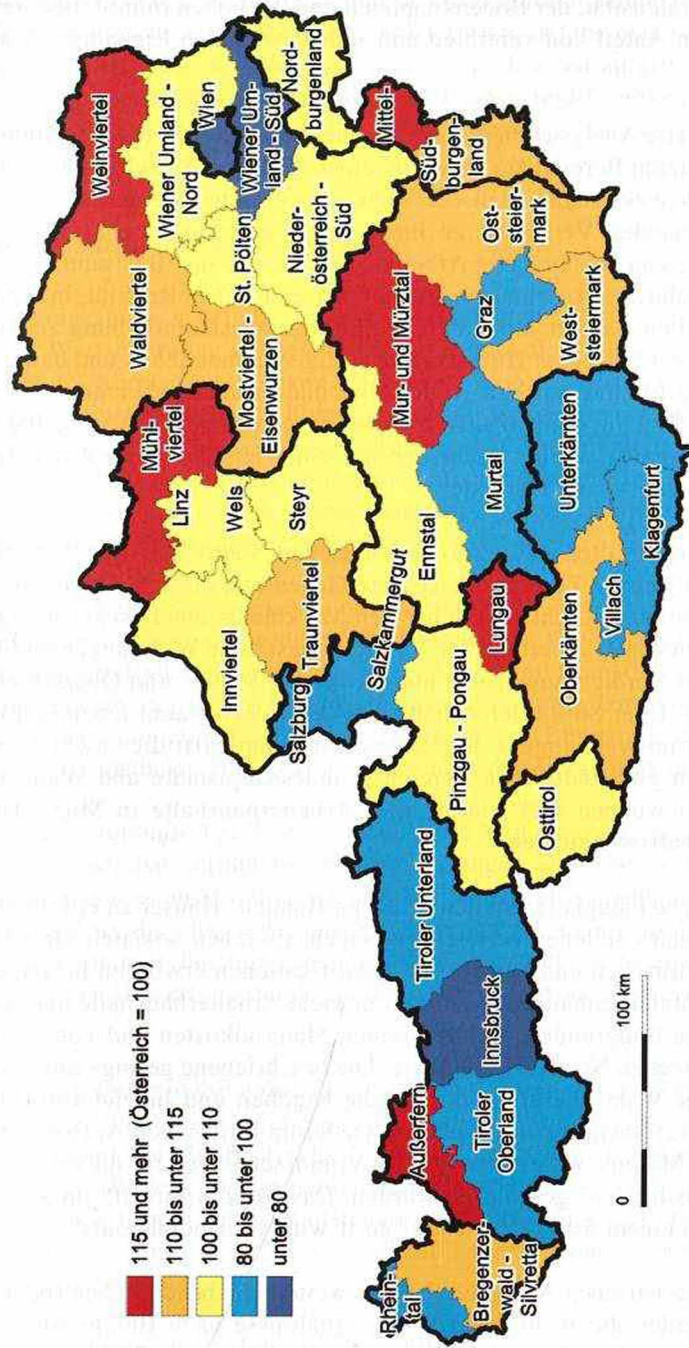 115 und mehr (Österreich = 100)
110 bis unter 115
100 bis unter 110
80 bis unter 100
unter 80
0
100 km
Rhein-
tal
Bregenzer-
wald -
Silvretta
Außerfern
Tiroler
Oberland
Innsbruck
Tiroler Unterland
Osttirol
Pinzgau - Pongau
Lungau
Salzburg
Salzkammergut
Innviertel
Traunviertel
Mühl-
viertel
Linz
Wels
Steyr
Ennstal
Murtal
Oberkärnten
Villach
Unterkärnten
Klagenfurt
Waldviertel
Weinviertel
Wiener Umland -
Nord
Wien
Wiener Um-
land - Süd
Nord-
burgenland
Mostviertel -
Eisenwurzen
St. Pölten
Nieder-
österreich -
Süd
Mittel-
Süd-
burgen-
land
Mur- und Mürztal
Graz
Ost-
steier-
mark
West-
steiermark